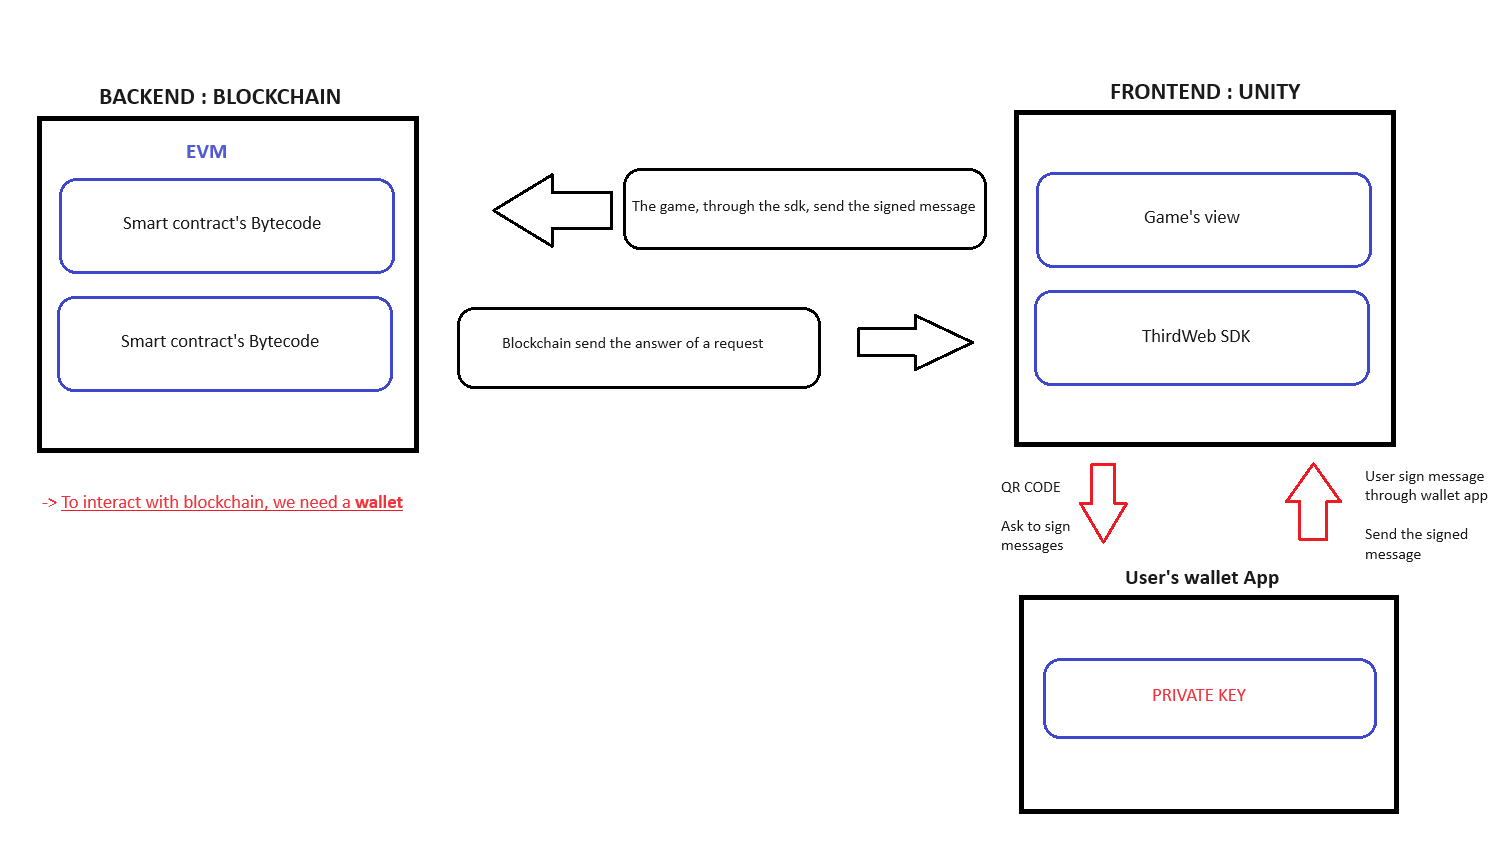 BACKEND : BLOCKCHAIN
EVM
Smart contract's Bytecode
Smart contract's Bytecode
-> To interact with blockchain, we need a wallet
The game, through the sdk, send the signed message
Blockchain send the answer of a request
FRONTEND : UNITY
Game's view
ThirdWeb SDK
QR CODE
Ask to sign
messages
User sign message
through wallet app
Send the signed
message
User's wallet App
PRIVATE KEY